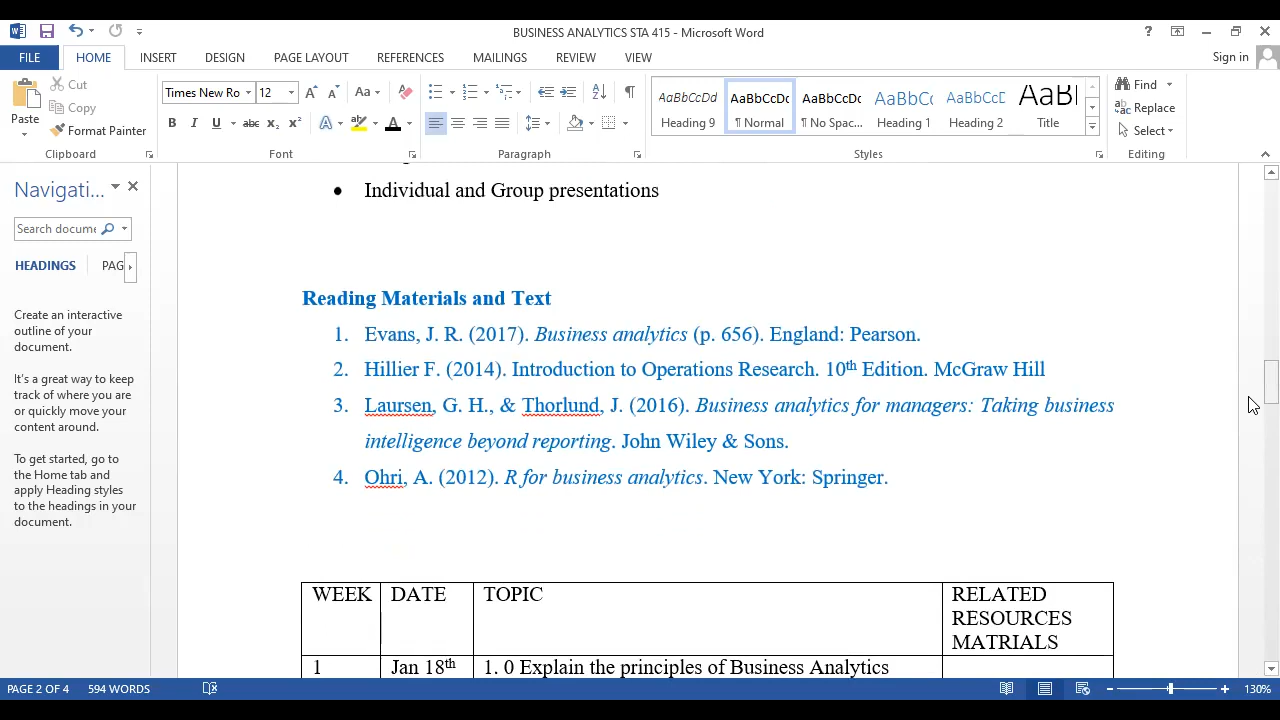 BUSINESS ANALYTICS STA 415 - Microsoft Word
FILE HOME INSERT DESIGN PAGE LAYOUT REFERENCES MAILINGS REVIEW VIEW Sign in
Cut
Copy
Paste
Format Painter
Clipboard
Times New Ro 12
Aa
B I U abc x₂ x² A A
Font
Paragraph
AaBbCcDd AaBbCcDc AaBbCcDc AaBbCc AaBbCcD AaBl
Heading 9 ¶ Normal ¶ No Spac... Heading 1 Heading 2 Title
Styles
Find
Replace
Select
Editing
Navigati...
Search docume
HEADINGS PAG
Create an interactive
outline of your
document.
It's a great way to keep
track of where you are
or quickly move your
content around.
To get started, go to
the Home tab and
apply Heading styles
to the headings in your
document.
• Individual and Group presentations
Reading Materials and Text
1. Evans, J. R. (2017). Business analytics (p. 656). England: Pearson.
2. Hillier F. (2014). Introduction to Operations Research. 10th Edition. McGraw Hill
3. Laursen, G. H., & Thorlund, J. (2016). Business analytics for managers: Taking business
intelligence beyond reporting. John Wiley & Sons.
4. Ohri, A. (2012). R for business analytics. New York: Springer.
WEEK DATE TOPIC RELATED
RESOURCES
MATRIALS
1 Jan 18th 1. 0 Explain the principles of Business Analytics
PAGE 2 OF 4 594 WORDS 130%